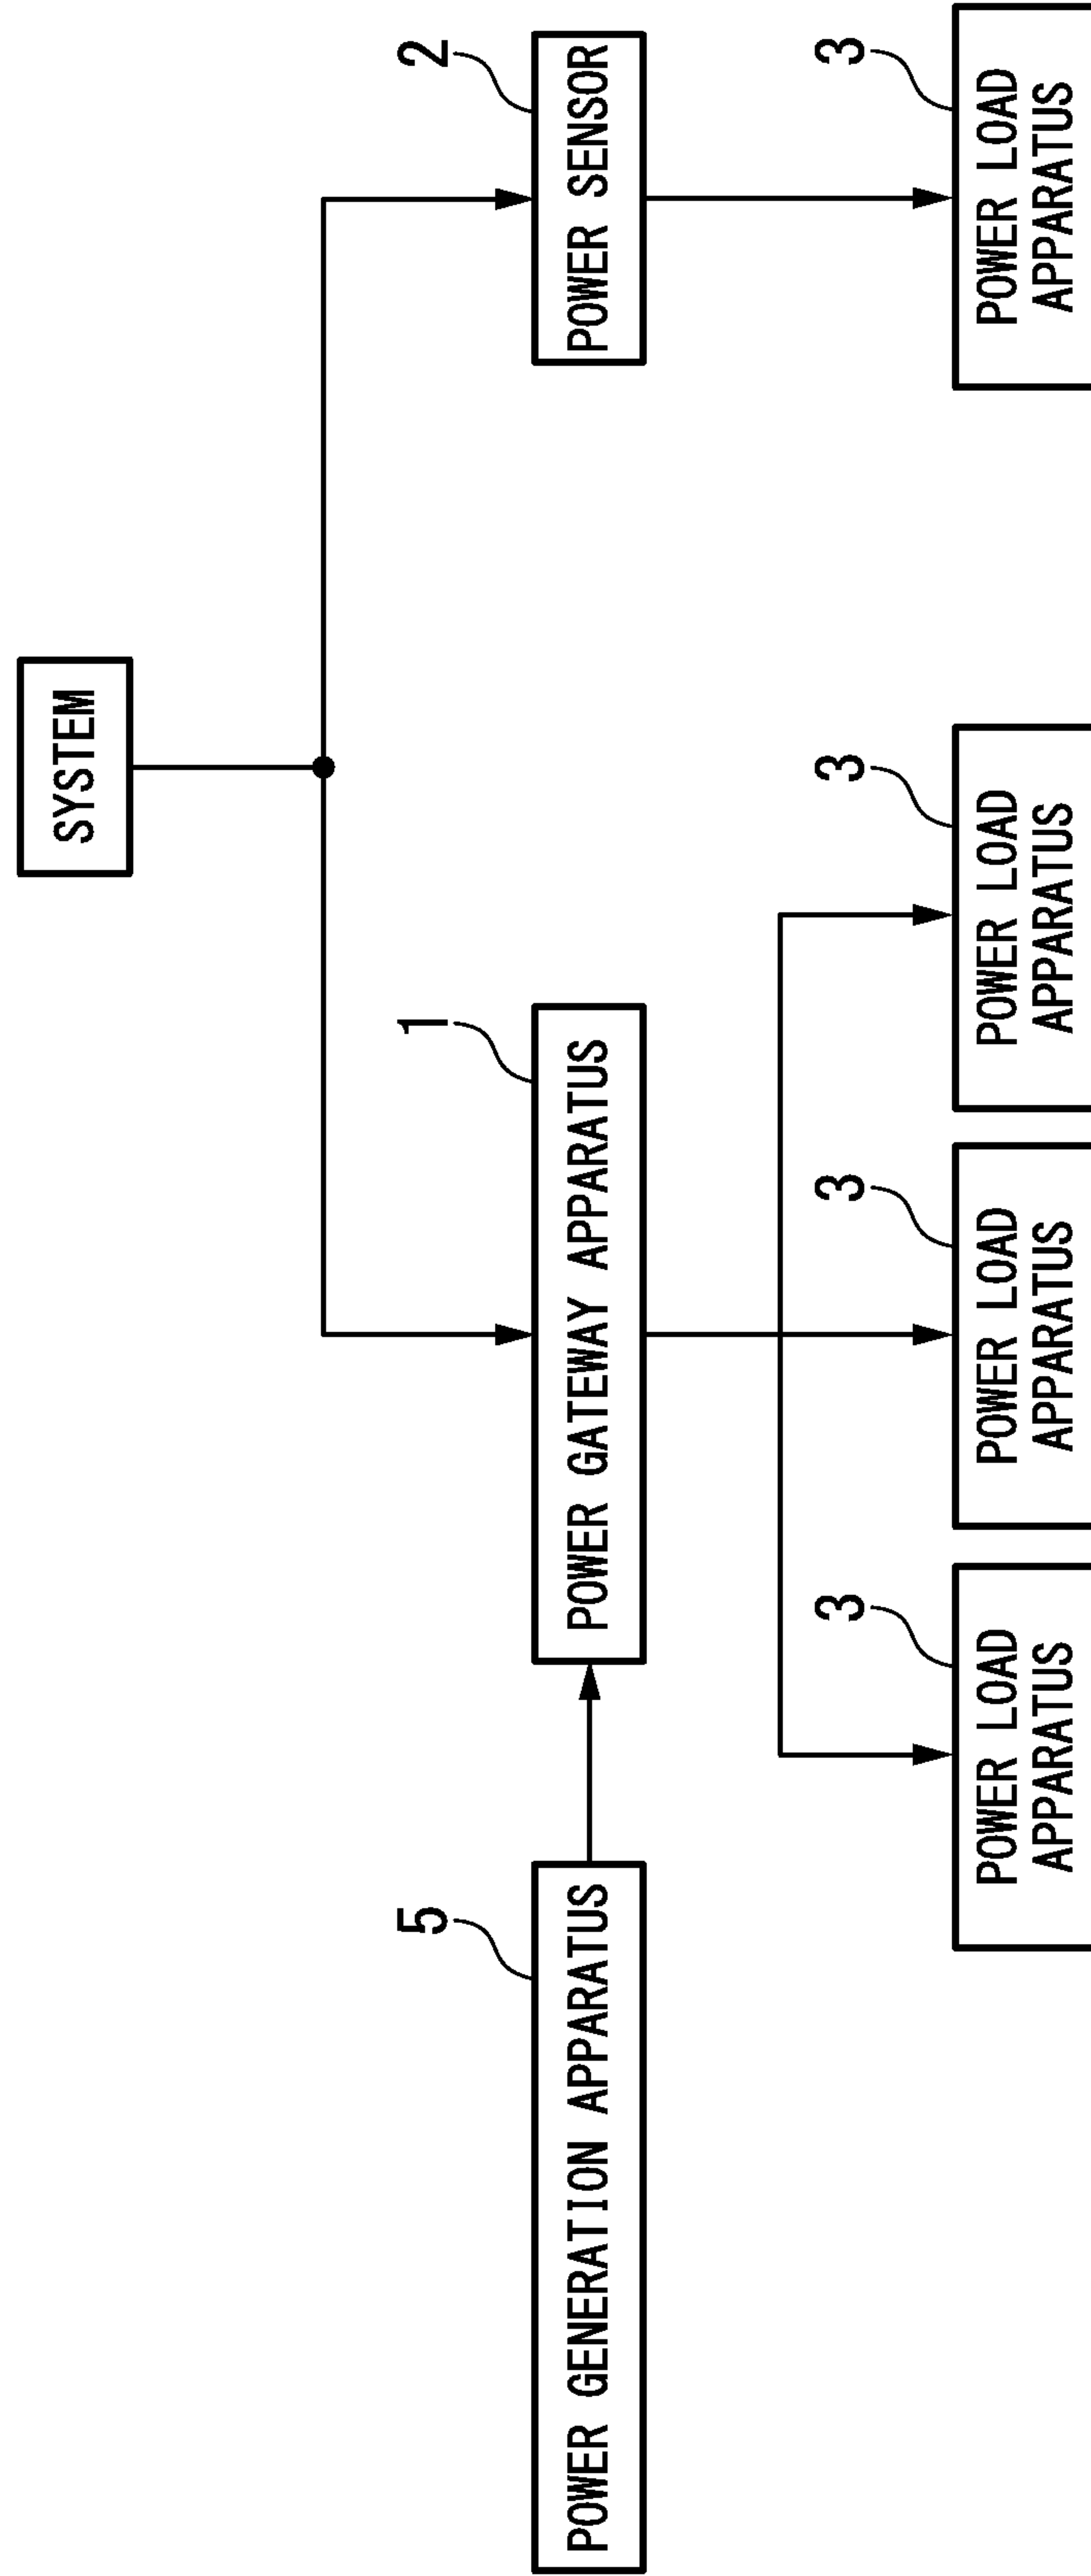 SYSTEM
5
POWER GENERATION APPARATUS
1
POWER GATEWAY APPARATUS
2
POWER SENSOR
3
POWER LOAD
APPARATUS
3
POWER LOAD
APPARATUS
3
POWER LOAD
APPARATUS
3
POWER LOAD
APPARATUS